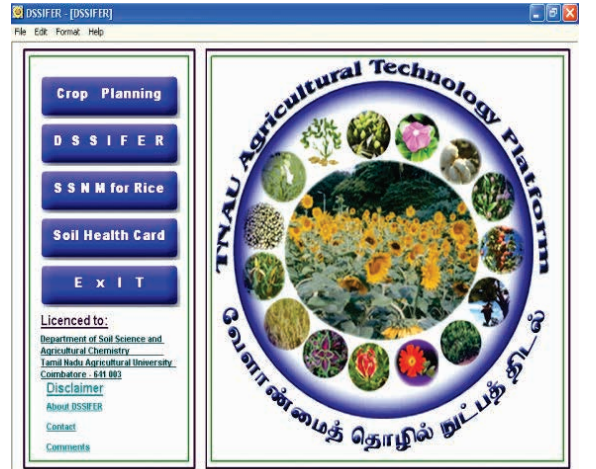 DSSIFER - [DSSIFER]
File Edit Format Help
Crop Planning
D S S I F E R
S S N M for Rice
Soil Health Card
E x I T
Licenced to:
Department of Soil Science and
Agricultural Chemistry
Tamil Nadu Agricultural University
Coimbatore - 641 003
Disclaimer
About DSSIFER
Contact
Comments
TNAU Agricultural Technology Platform
வேளாண்மைத் தொழில் நுட்பத் திடல்